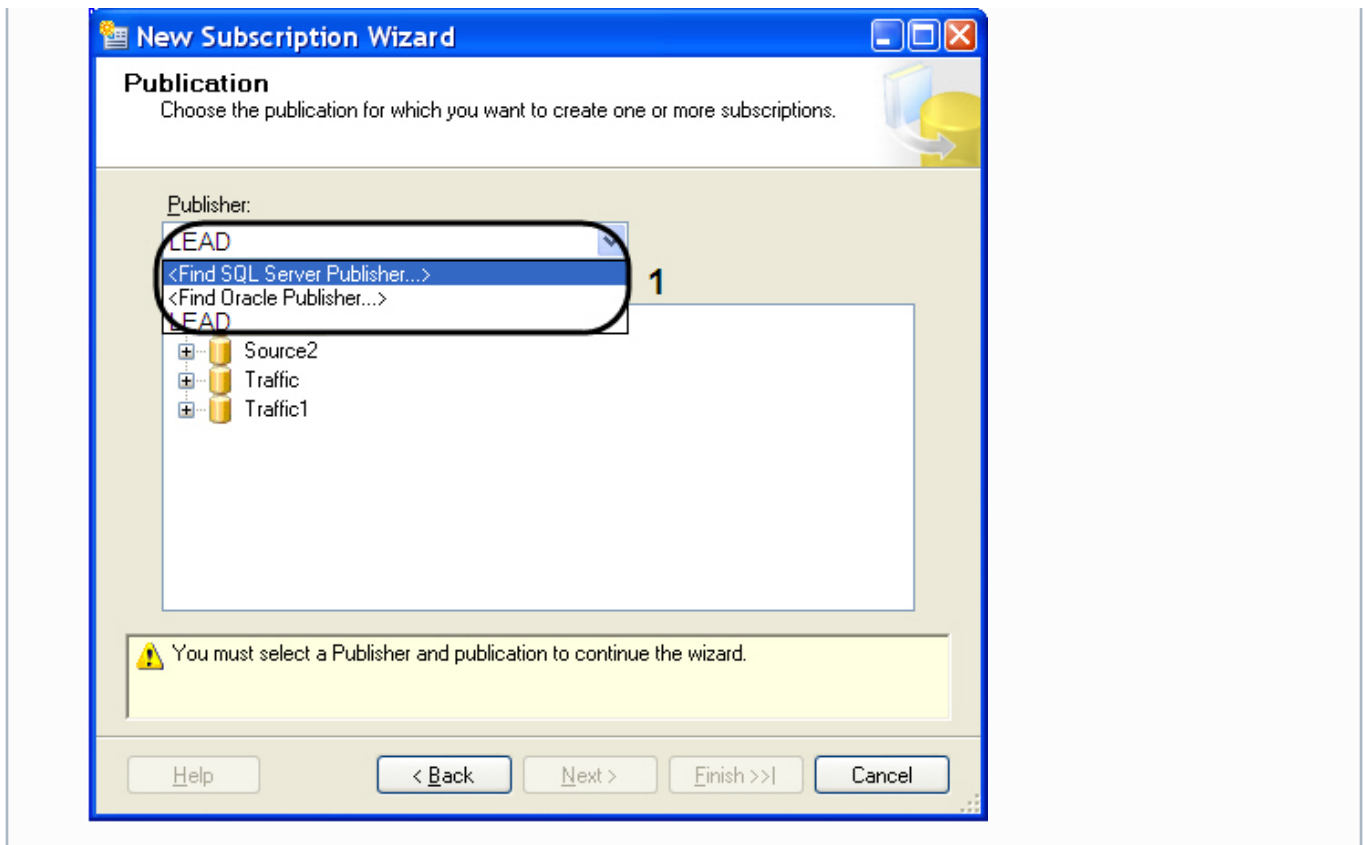 New Subscription Wizard
Publication
Choose the publication for which you want to create one or more subscriptions.
Publisher:
LEAD
<Find SQL Server Publisher...>
<Find Oracle Publisher...>
LEAD
1
Source2
Traffic
Traffic1
You must select a Publisher and publication to continue the wizard.
Help
< Back
Next >
Finish >>|
Cancel